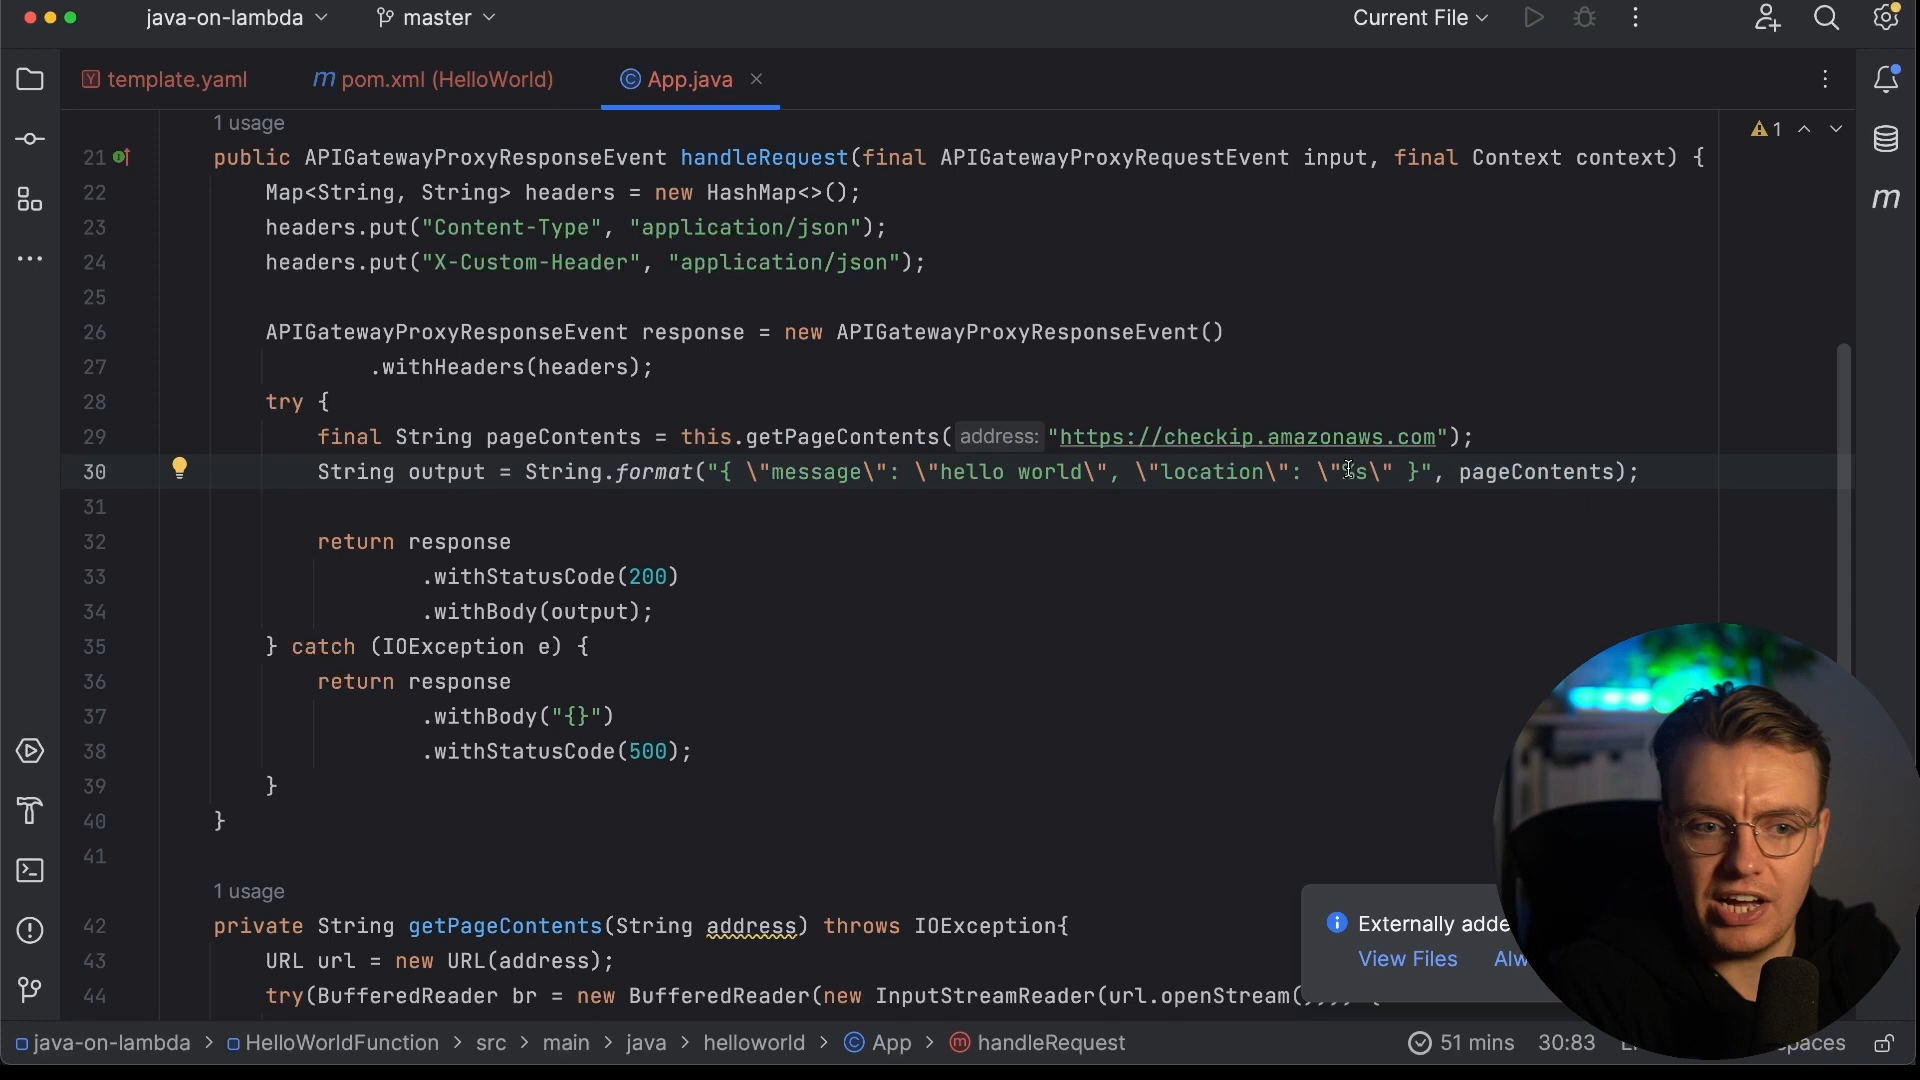 java-on-lambda master Current File
template.yaml pom.xml (HelloWorld) App.java
1 usage
1
21 public APIGatewayProxyResponseEvent handleRequest(final APIGatewayProxyRequestEvent input, final Context context) {
22 Map<String, String> headers = new HashMap<>();
23 headers.put("Content-Type", "application/json");
24 headers.put("X-Custom-Header", "application/json");
25
26 APIGatewayProxyResponseEvent response = new APIGatewayProxyResponseEvent()
27 .withHeaders(headers);
28 try {
29 final String pageContents = this.getPageContents( address: "https://checkip.amazonaws.com");
30 String output = String.format("{ \"message\": \"hello world\", \"location\": \"%s\" }", pageContents);
31
32 return response
33 .withStatusCode(200)
34 .withBody(output);
35 } catch (IOException e) {
36 return response
37 .withBody("{}")
38 .withStatusCode(500);
39 }
40 }
41
1 usage
42 private String getPageContents(String address) throws IOException{
43 URL url = new URL(address);
44 try(BufferedReader br = new BufferedReader(new InputStreamReader(url.openStream()))) {
Externally adde
View Files Alw
java-on-lambda > HelloWorldFunction > src > main > java > helloworld > App > handleRequest 51 mins 30:83